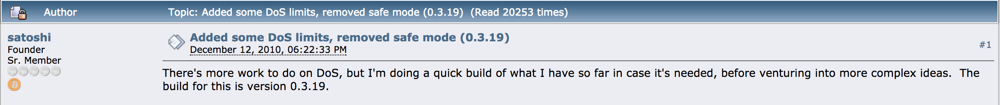 Author
Topic: Added some DoS limits, removed safe mode (0.3.19)  (Read 20253 times)
satoshi
Founder
Sr. Member
Added some DoS limits, removed safe mode (0.3.19)
December 12, 2010, 06:22:33 PM
#1
There's more work to do on DoS, but I'm doing a quick build of what I have so far in case it's needed, before venturing into more complex ideas.  The
build for this is version 0.3.19.